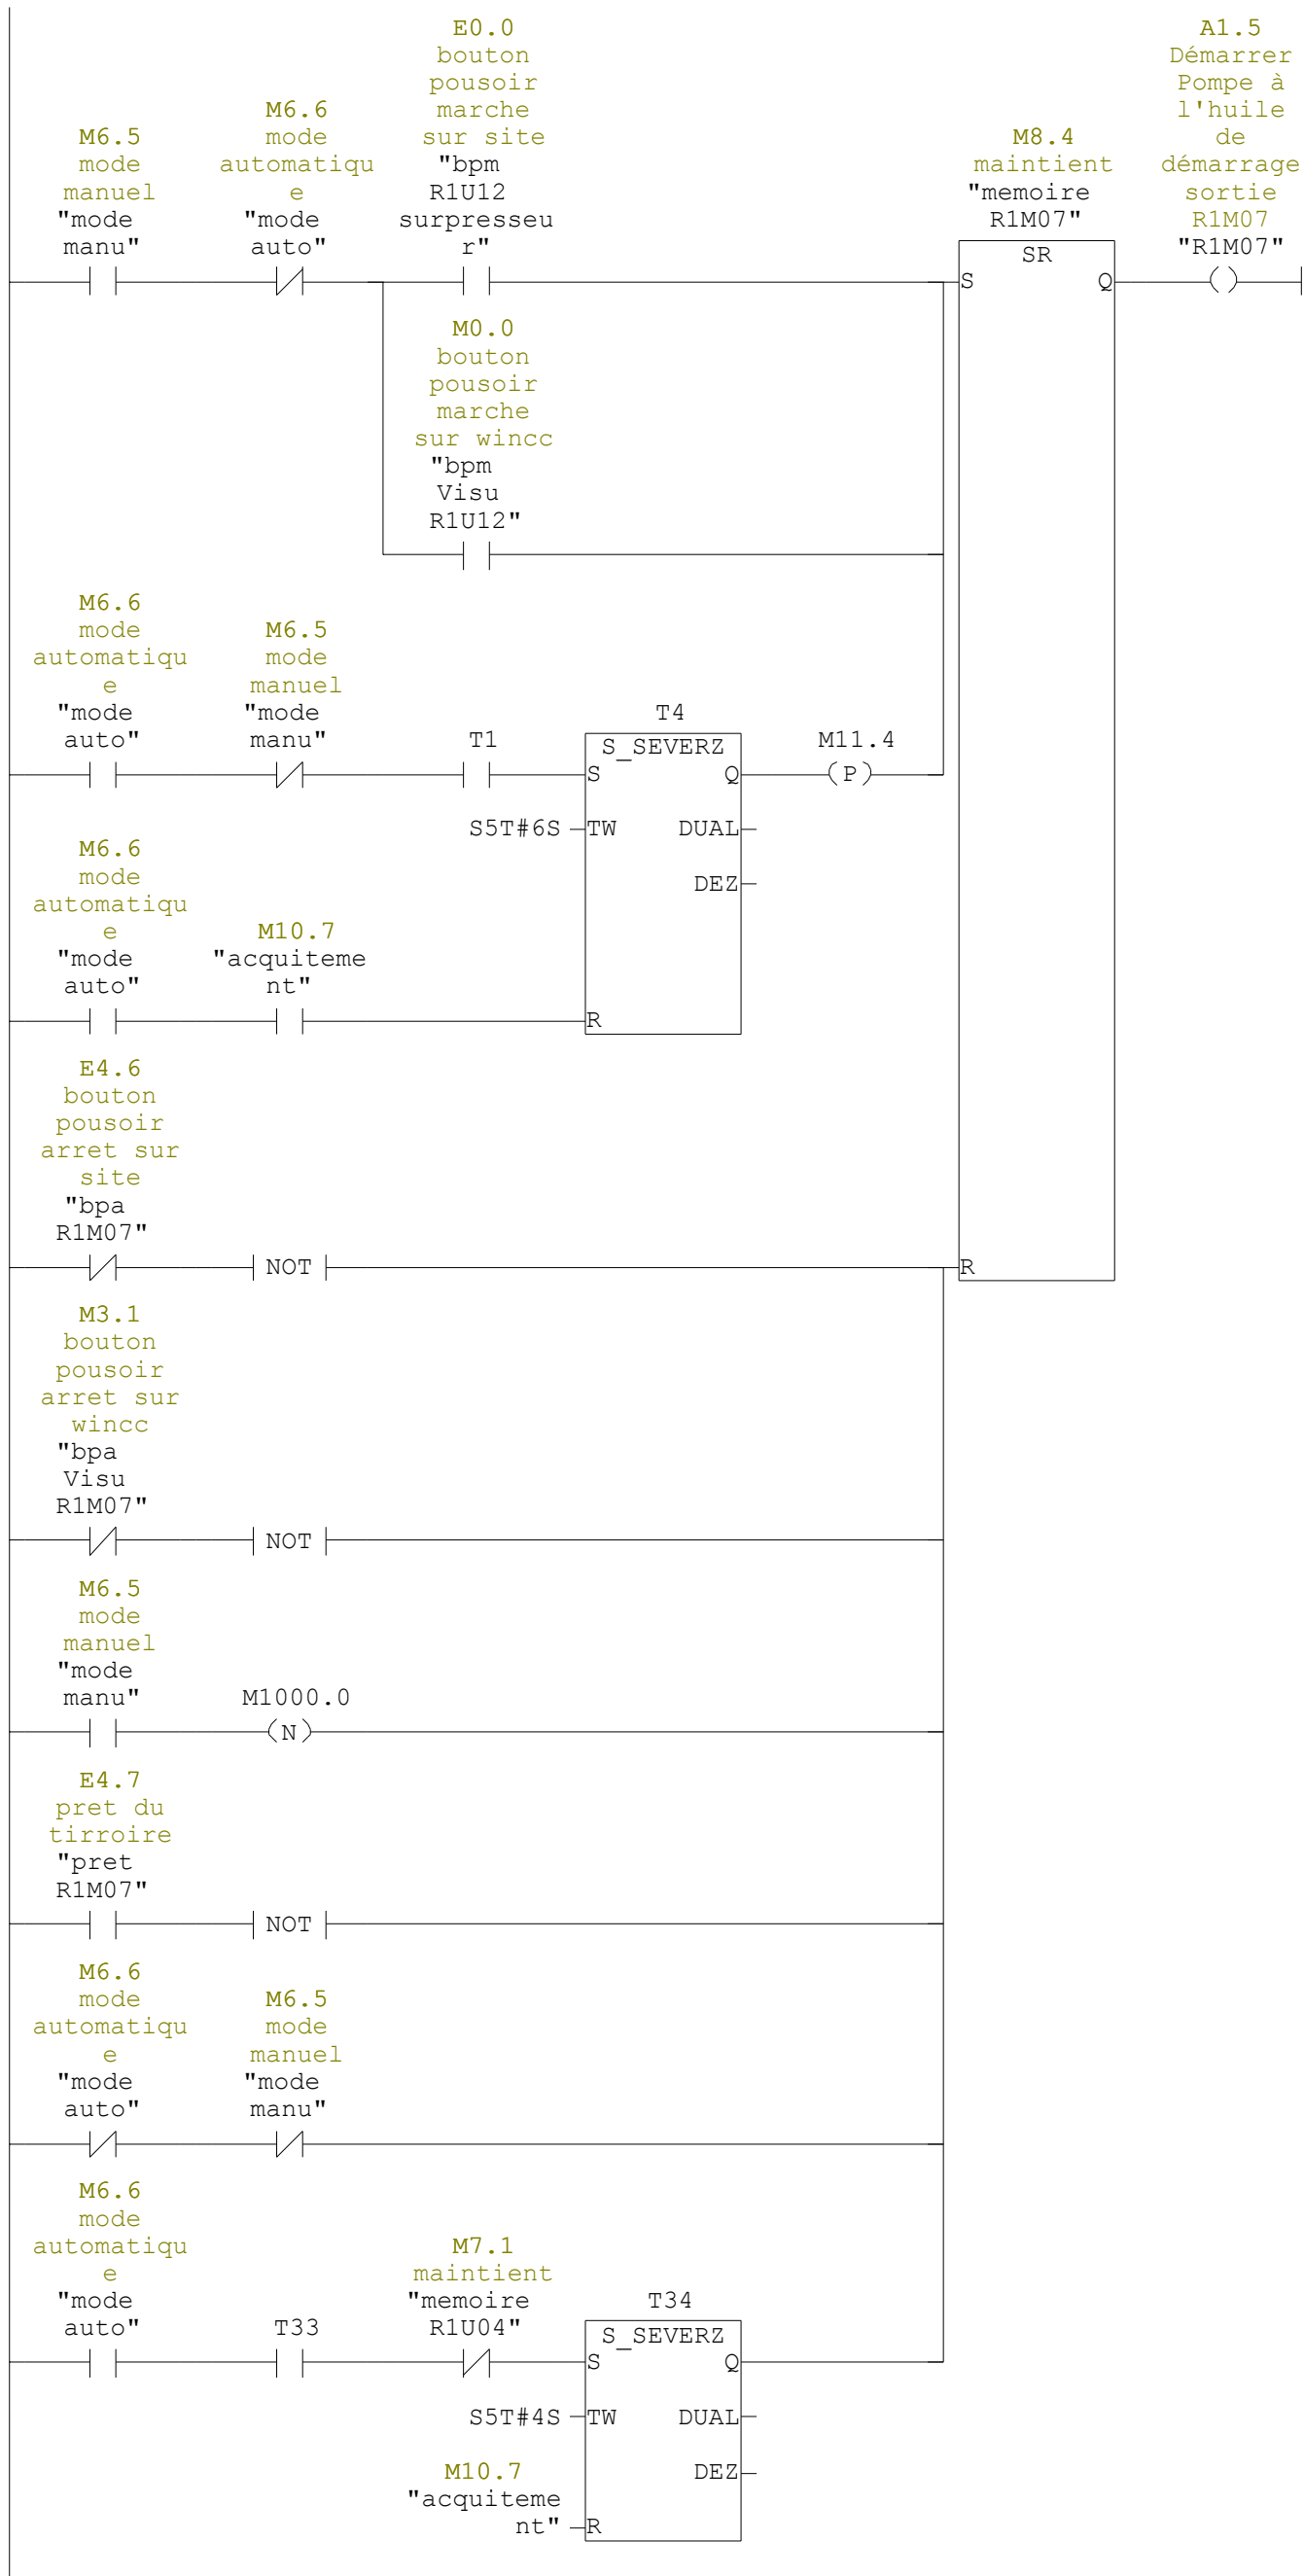 E0.0
bouton
pousoir
marche
sur site
"bpm
R1U12
surpresseu
r"
A1.5
Démarrer
Pompe à
l'huile
de
démarrage
sortie
R1M07
"R1M07"
M6.5
mode
manuel
"mode
manu"
M6.6
mode
automatiqu
e
"mode
auto"
M8.4
maintient
"memoire
R1M07"
SR
S
Q
M0.0
bouton
pousoir
marche
sur wincc
"bpm
Visu
R1U12"
M6.6
mode
automatiqu
e
"mode
auto"
M6.5
mode
manuel
"mode
manu"
T1
T4
S_SEVERZ
S
Q
M11.4
(P)
S5T#6S
TW
DUAL
DEZ
M6.6
mode
automatiqu
e
"mode
auto"
M10.7
"acquiteme
nt"
R
E4.6
bouton
pousoir
arret sur
site
"bpa
R1M07"
NOT
R
M3.1
bouton
pousoir
arret sur
wincc
"bpa
Visu
R1M07"
NOT
M6.5
mode
manuel
"mode
manu"
M1000.0
(N)
E4.7
pret du
tirroire
"pret
R1M07"
NOT
M6.6
mode
automatiqu
e
"mode
auto"
M6.5
mode
manuel
"mode
manu"
M6.6
mode
automatiqu
e
"mode
auto"
T33
M7.1
maintient
"memoire
R1U04"
T34
S_SEVERZ
S
Q
S5T#4S
TW
DUAL
DEZ
M10.7
"acquiteme
nt"
R